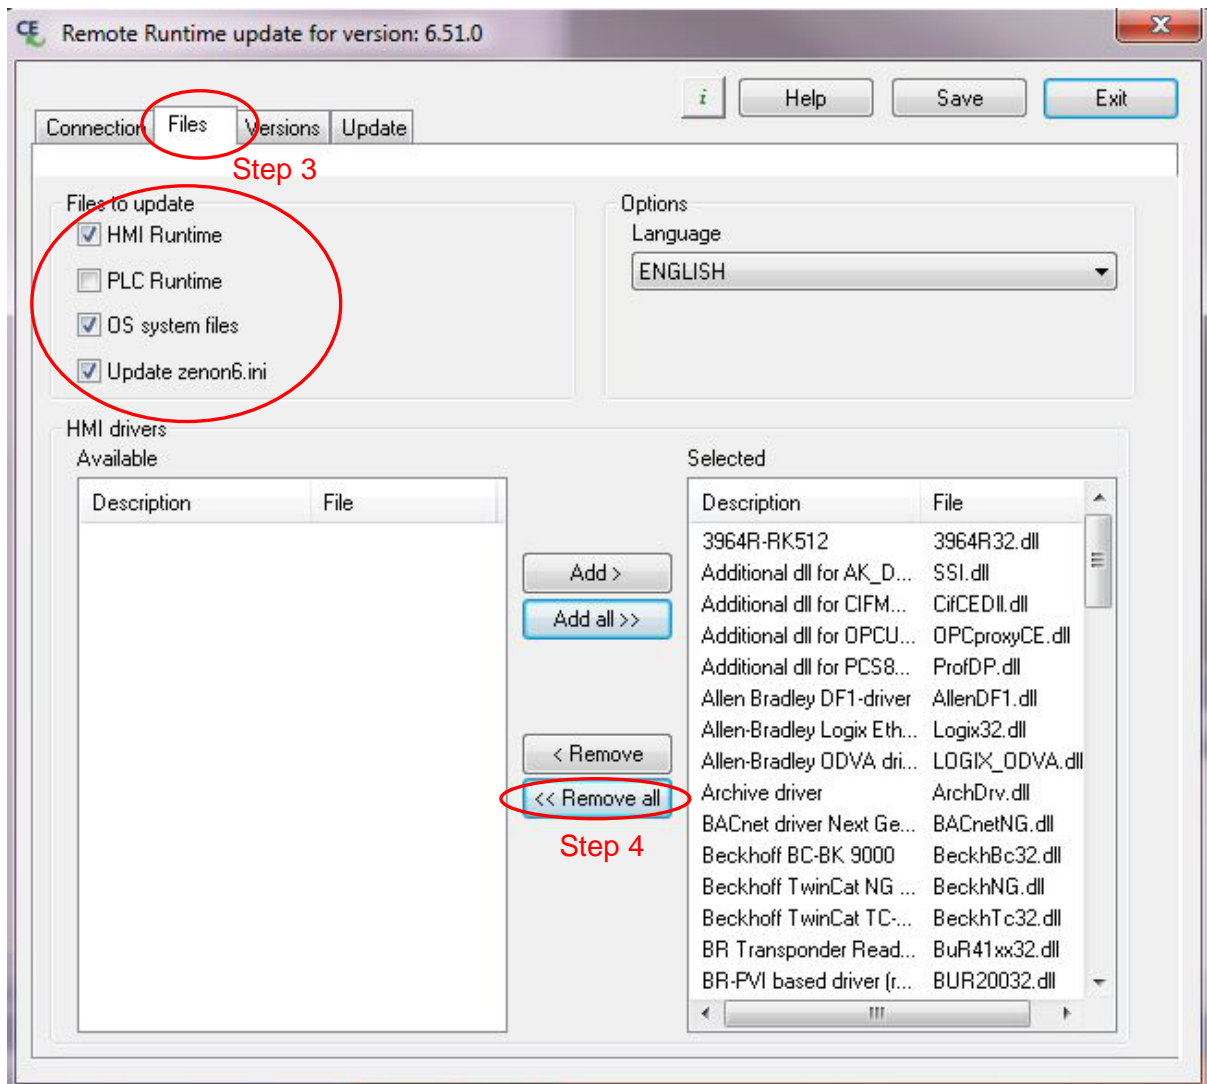 CE Remote Runtime update for version: 6.51.0
X
i Help Save Exit
Connection Files Versions Update
Step 3
Files to update
HMI Runtime
PLC Runtime
OS system files
Update zenon6.ini
Options
Language
ENGLISH
HMI drivers
Available
Description File
Add >
Add all >>
< Remove
<< Remove all
Step 4
Selected
Description File
3964R-RK512 3964R32.dll
Additional dll for AK_D... SSI.dll
Additional dll for CIFM... CifCEDll.dll
Additional dll for OPCU... OPCproxyCE.dll
Additional dll for PCS8... ProfDP.dll
Allen Bradley DF1-driver AllenDF1.dll
Allen-Bradley Logix Eth... Logix32.dll
Allen-Bradley ODVA dri... LOGIX_ODVA.dll
Archive driver ArchDrv.dll
BACnet driver Next Ge... BACnetNG.dll
Beckhoff BC-BK 9000 BeckhBc32.dll
Beckhoff TwinCat NG ... BeckhNG.dll
Beckhoff TwinCat TC-... BeckhTc32.dll
BR Transponder Read... BuR41xx32.dll
BR-PVI based driver (r... BUR20032.dll